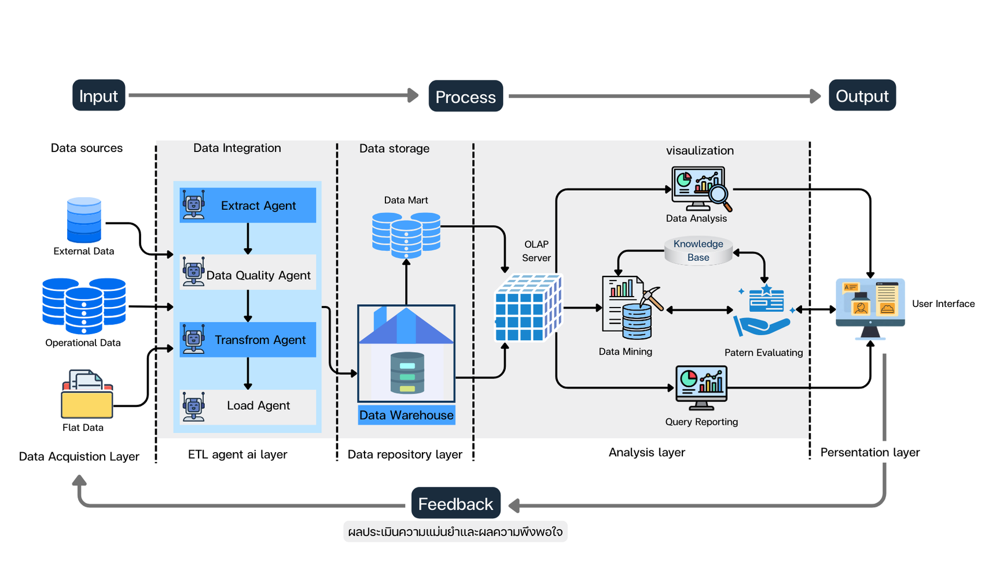 Input
Process
Output
Data sources
Data Integration
Data storage
visaulization
External Data
Operational Data
Flat Data
Extract Agent
Data Quality Agent
Transfrom Agent
Load Agent
Data Mart
Data Warehouse
OLAP
Server
Data Analysis
Knowledge
Base
Data Mining
Patern Evaluating
Query Reporting
A
User Interface
Data Acquistion Layer
ETL agent ai layer
Data repository layer
Analysis layer
Persentation layer
Feedback
ผลประเมินความแม่นยำและผลความพึงพอใจ